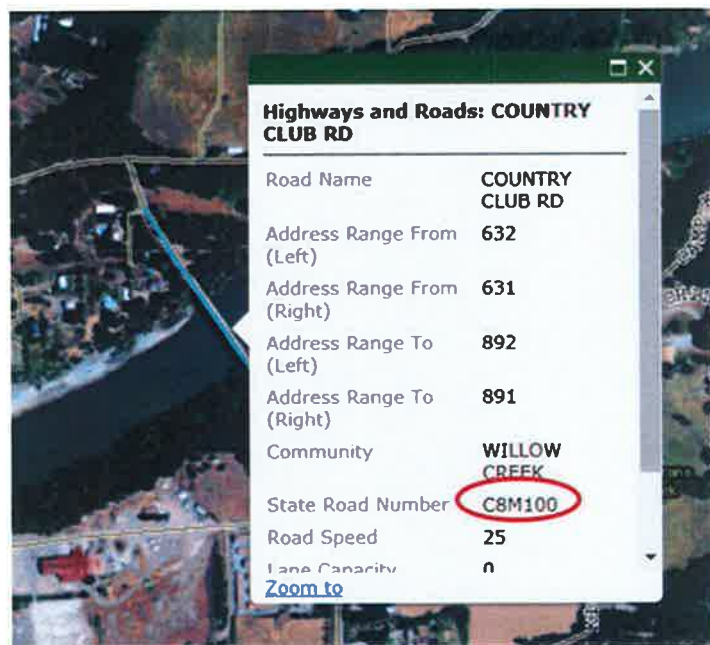 Highways and Roads: COUNTRY
CLUB RD
Road Name COUNTRY
CLUB RD
Address Range From 632
(Left)
Address Range From 631
(Right)
Address Range To 892
(Left)
Address Range To 891
(Right)
Community WILLOW
CREEK
State Road Number C8M100
Road Speed 25
Lane Capacity 0
Zoom to